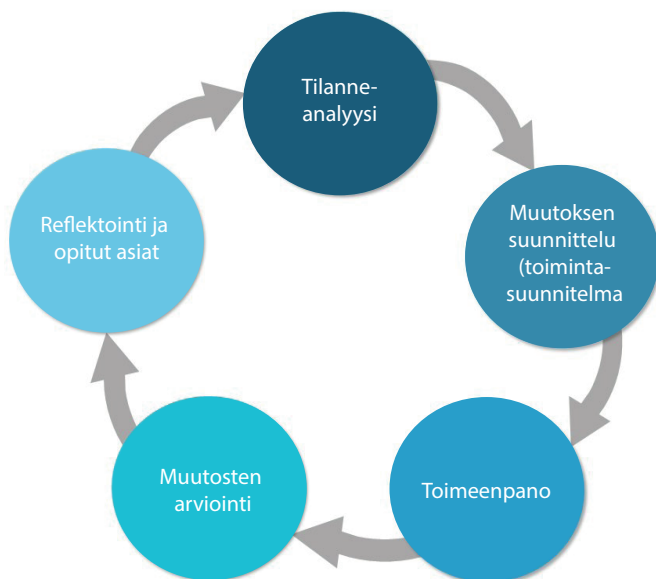 Tilanne-
analyysi
Muutoksen
suunnittelu
(toiminta-
suunnitelma
Toimeenpano
Muutosten
arviointi
Reflektointi ja
opitut asiat